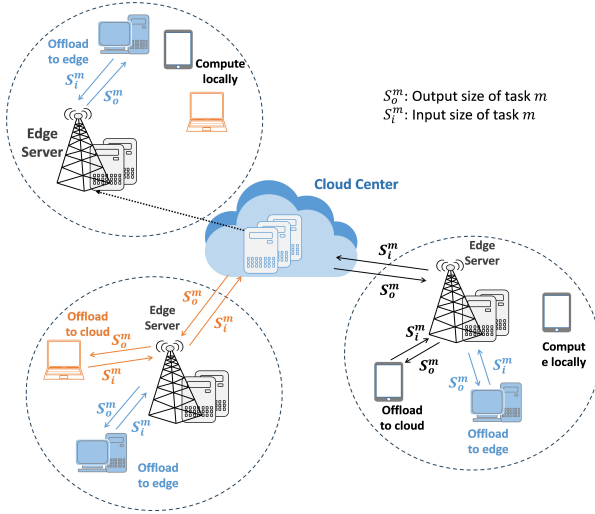 Offload
to edge
S_i^m
S_o^m
Compute
locally
Edge
Server
S_o^m: Output size of task m
S_i^m: Input size of task m
Cloud Center
S_i^m
S_o^m
Edge
Server
S_o^m
S_i^m
Edge
Server
Offload
to cloud
S_o^m
S_i^m
S_o^m
S_i^m
Offload
to edge
S_i^m
S_o^m
Offload
to cloud
S_o^m
S_i^m
Comput
e locally
Offload
to edge